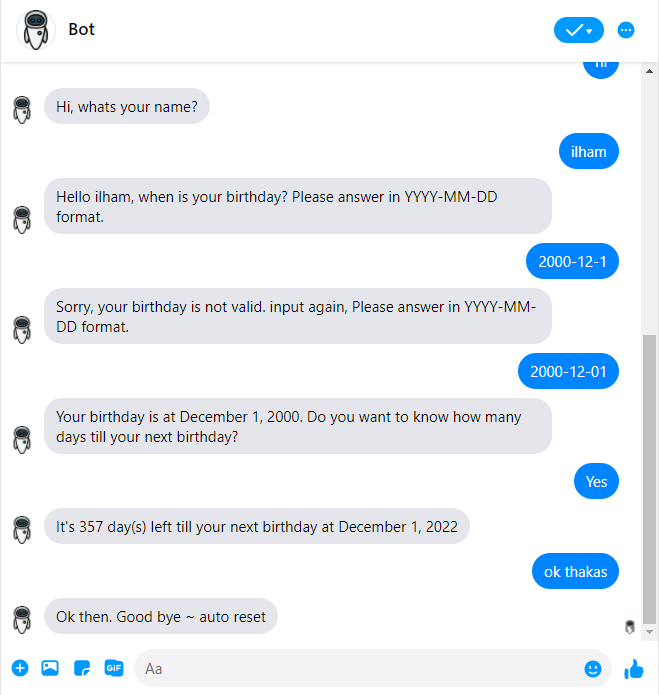 Bot
Hi, whats your name?
ilham
Hello ilham, when is your birthday? Please answer in YYYY-MM-DD
format.
2000-12-1
Sorry, your birthday is not valid. input again, Please answer in YYYY-MM-
DD format.
2000-12-01
Your birthday is at December 1, 2000. Do you want to know how many
days till your next birthday?
Yes
It's 357 day(s) left till your next birthday at December 1, 2022
ok thakas
Ok then. Good bye ~ auto reset
GIF
Aa